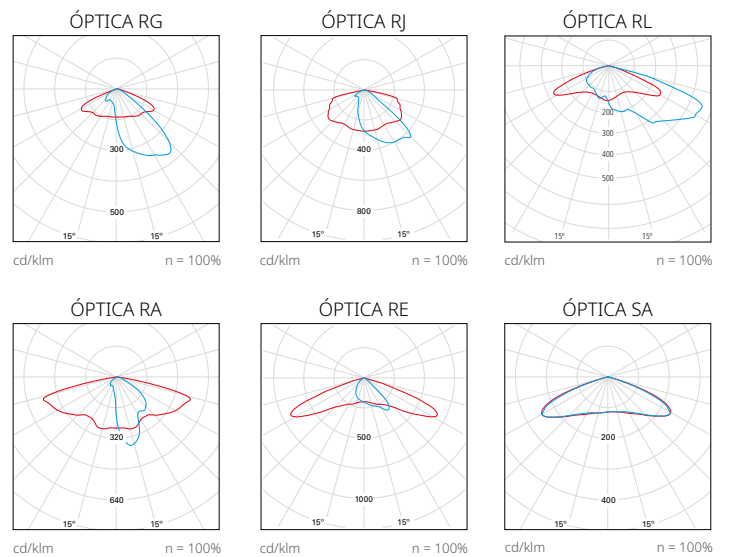 ÓPTICA RG
300
500
15° 15°
cd/klm n = 100%
ÓPTICA RJ
400
800
15° 15°
cd/klm n = 100%
ÓPTICA RL
200
300
400
500
15° 15°
cd/klm n = 100%
ÓPTICA RA
320
640
15° 15°
cd/klm n = 100%
ÓPTICA RE
500
1000
15° 15°
cd/klm n = 100%
ÓPTICA SA
200
400
15° 15°
cd/klm n = 100%